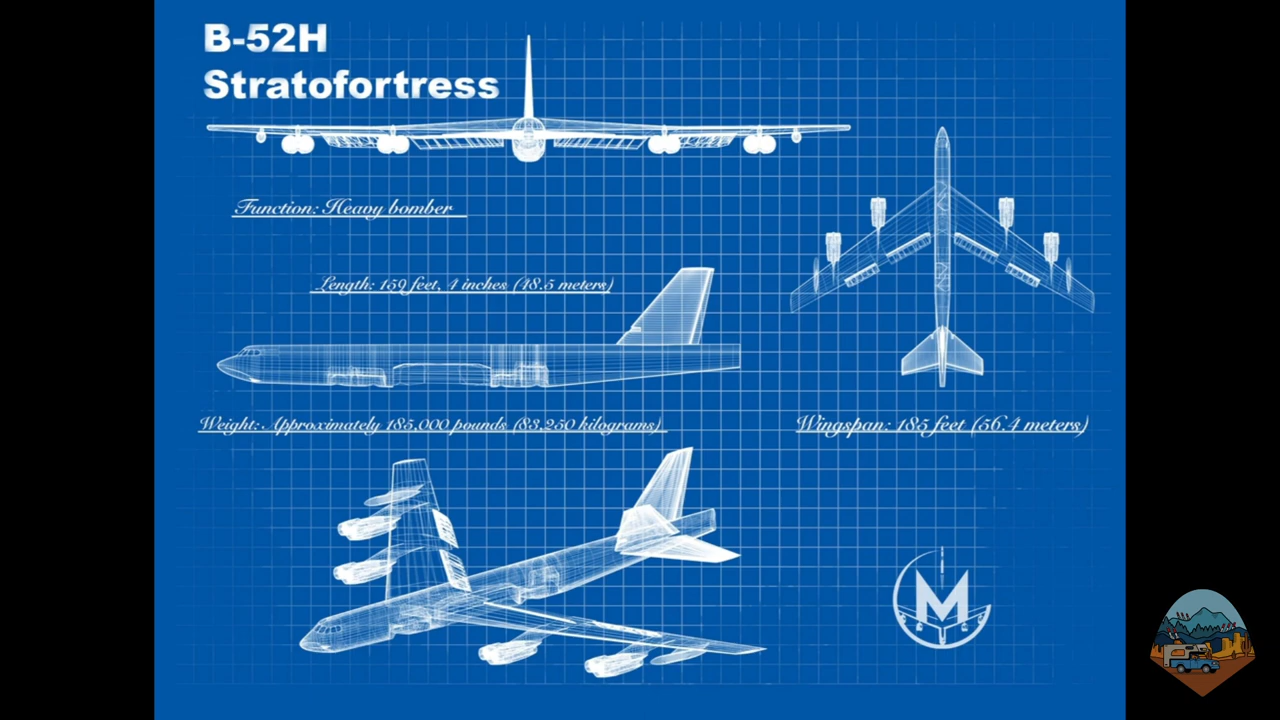 B-52H
Stratofortress
Function: Heavy bomber
Length: 159 feet, 4 inches (48.5 meters)
Weight: Approximately 185,000 pounds (83,250 kilograms)
Wingspan: 185 feet (56.4 meters)
M